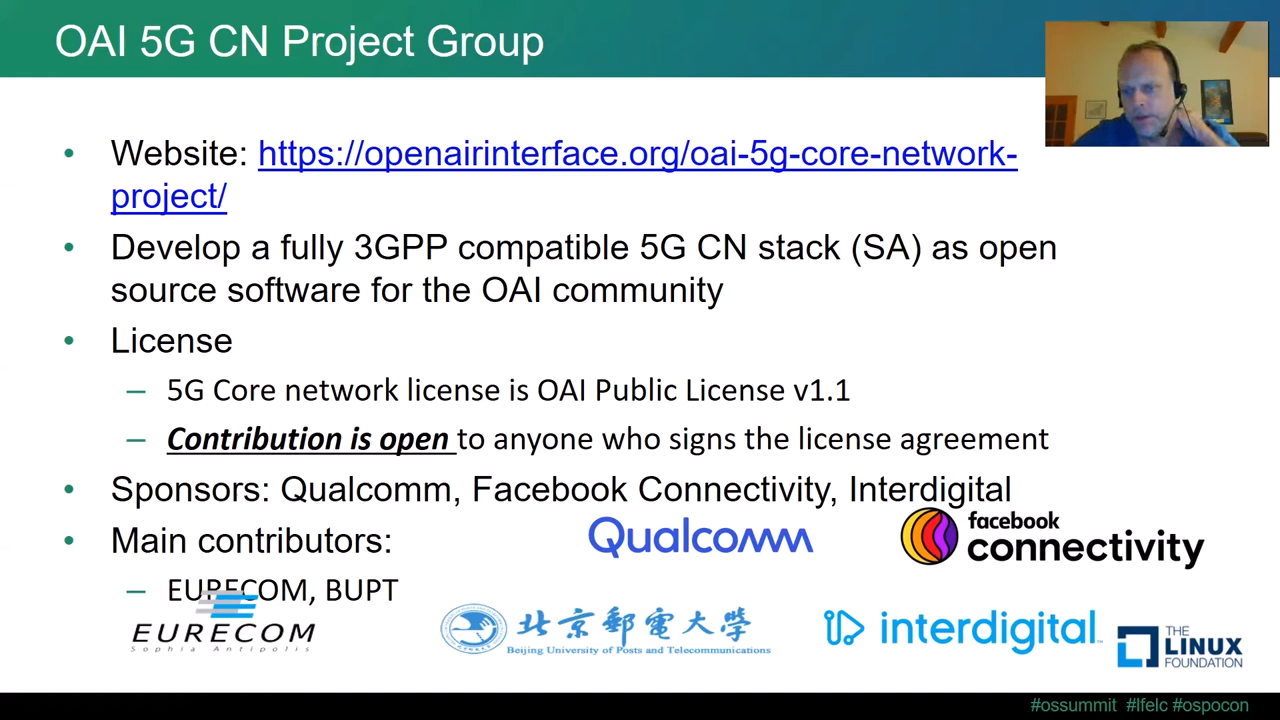 OAI 5G CN Project Group
• Website: https://openairinterface.org/oai-5g-core-network-
project/
• Develop a fully 3GPP compatible 5G CN stack (SA) as open
source software for the OAI community
• License
– 5G Core network license is OAI Public License v1.1
– Contribution is open to anyone who signs the license agreement
• Sponsors: Qualcomm, Facebook Connectivity, Interdigital
• Main contributors:
Qualcomm
facebook
connectivity
– EURECOM, BUPT
EURECOM
Sophia Antipolis
北京郵電大學
Beijing University of Posts and Telecommunications
interdigital™
THE
LINUX
FOUNDATION
#ossummit #lfelc #ospocon